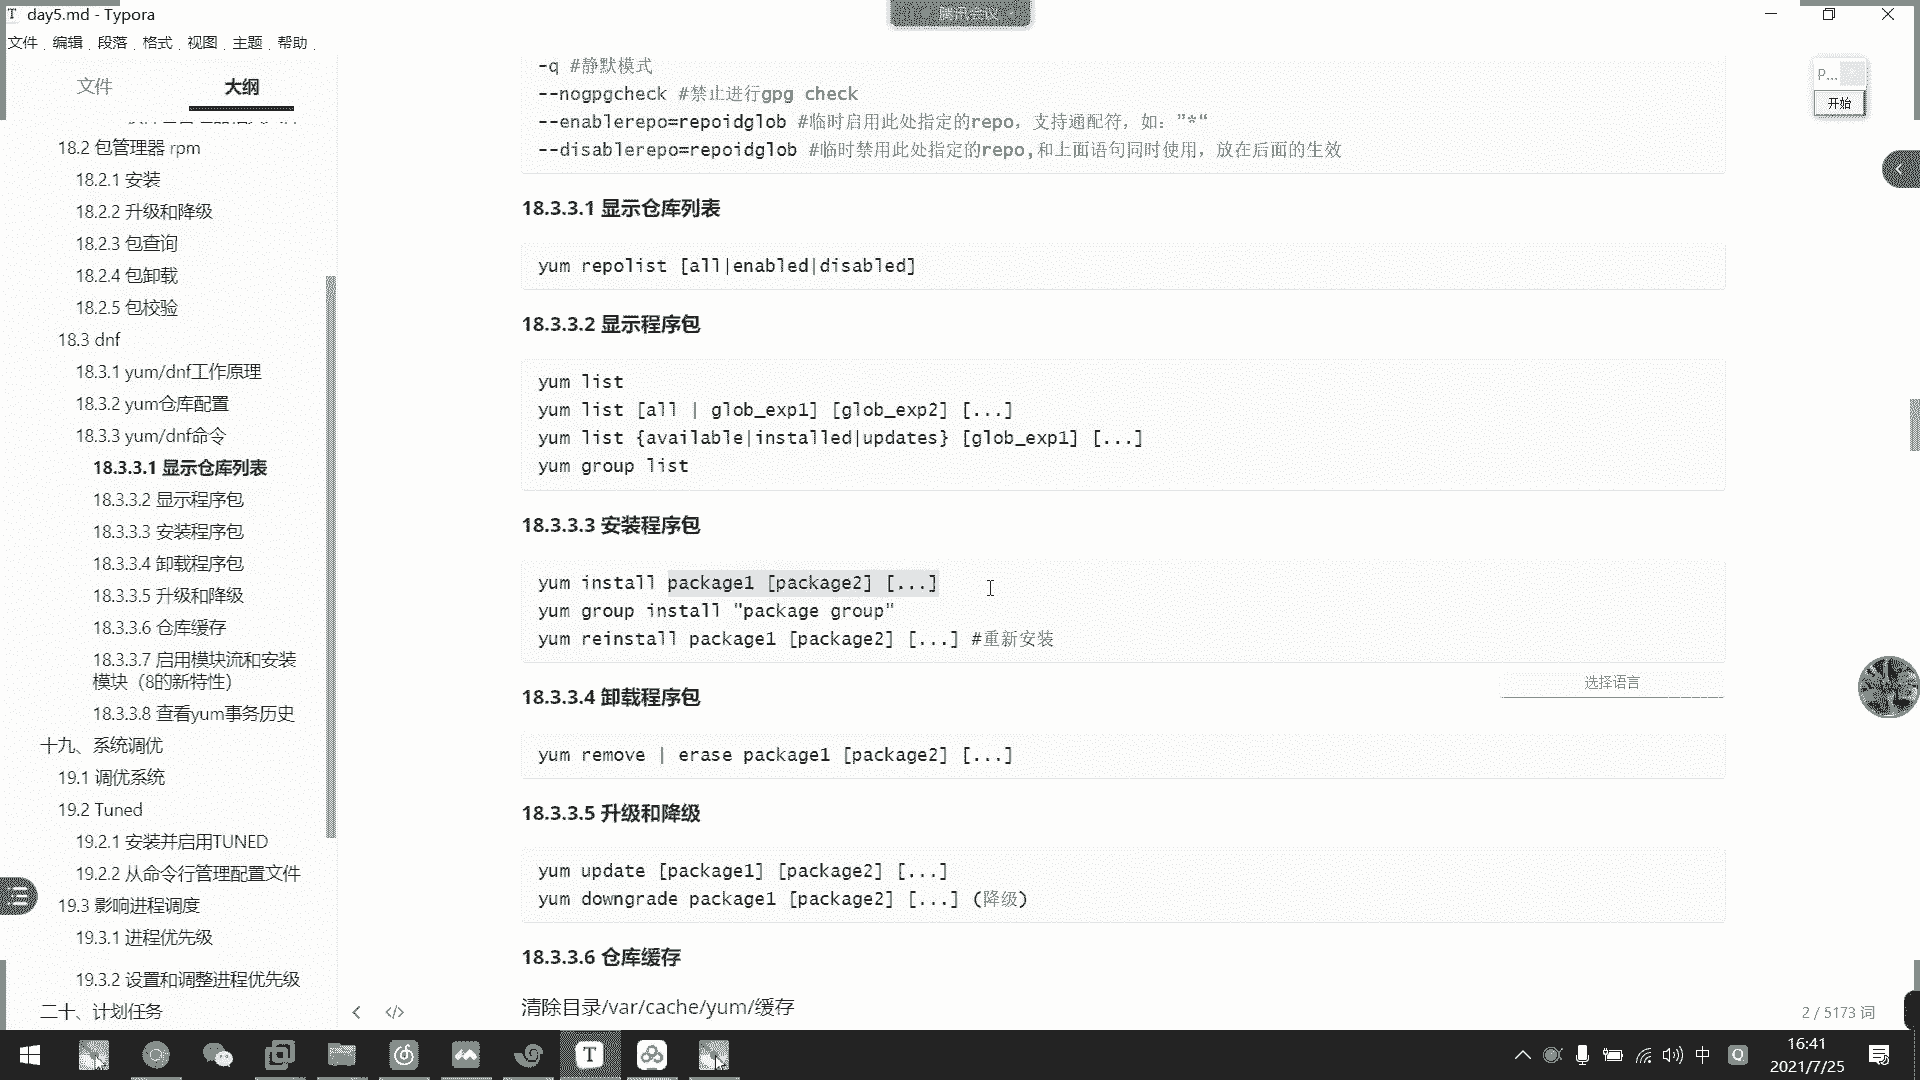 day5.md - Typora
腾讯会议
文件 编辑 段落 格式 视图 主题 帮助
文件 大纲
18.2 包管理器 rpm
18.2.1 安装
18.2.2 升级和降级
18.2.3 包查询
18.2.4 包卸载
18.2.5 包校验
18.3 dnf
18.3.1 yum/dnf工作原理
18.3.2 yum仓库配置
18.3.3 yum/dnf命令
18.3.3.1 显示仓库列表
18.3.3.2 显示程序包
18.3.3.3 安装程序包
18.3.3.4 卸载程序包
18.3.3.5 升级和降级
18.3.3.6 仓库缓存
18.3.3.7 启用模块流和安装
模块（8的新特性）
18.3.3.8 查看yum事务历史
十九、系统调优
19.1 调优系统
19.2 Tuned
19.2.1 安装并启用TUNED
19.2.2 从命令行管理配置文件
19.3 影响进程调度
19.3.1 进程优先级
19.3.2 设置和调整进程优先级
二十、计划任务
-q #静默模式
--nogpgcheck #禁止进行gpg check
--enablerepo=repoidglob #临时启用此处指定的repo，支持通配符，如：”*“
--disablerepo=repoidglob #临时禁用此处指定的repo,和上面语句同时使用，放在后面的生效
18.3.3.1 显示仓库列表
yum repolist [all|enabled|disabled]
18.3.3.2 显示程序包
yum list
yum list [all | glob_exp1] [glob_exp2] [...]
yum list {available|installed|updates} [glob_exp1] [...]
yum group list
18.3.3.3 安装程序包
yum install package1 [package2] [...]
yum group install "package group"
yum reinstall package1 [package2] [...] #重新安装
选择语言
18.3.3.4 卸载程序包
yum remove | erase package1 [package2] [...]
18.3.3.5 升级和降级
yum update [package1] [package2] [...]
yum downgrade package1 [package2] [...] (降级)
18.3.3.6 仓库缓存
清除目录/var/cache/yum/缓存
2 / 5173 词
P...
开始
中
16:41
2021/7/25